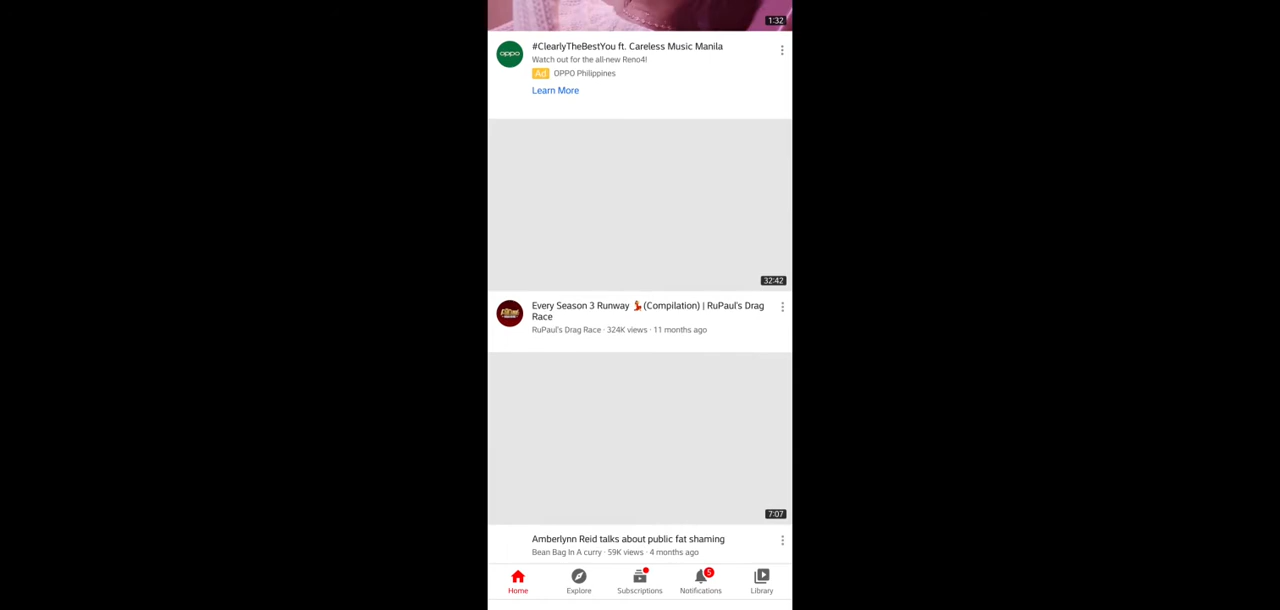 1:32
oppo
#ClearlyTheBestYou ft. Careless Music Manila
Watch out for the all-new Reno4!
Ad OPPO Philippines
Learn More
32:42
Every Season 3 Runway 💃(Compilation) | RuPaul's Drag
Race
RuPaul's Drag Race · 324K views · 11 months ago
7:07
Amberlynn Reid talks about public fat shaming
Bean Bag In A curry · 59K views · 4 months ago
5
Home Explore Subscriptions Notifications Library